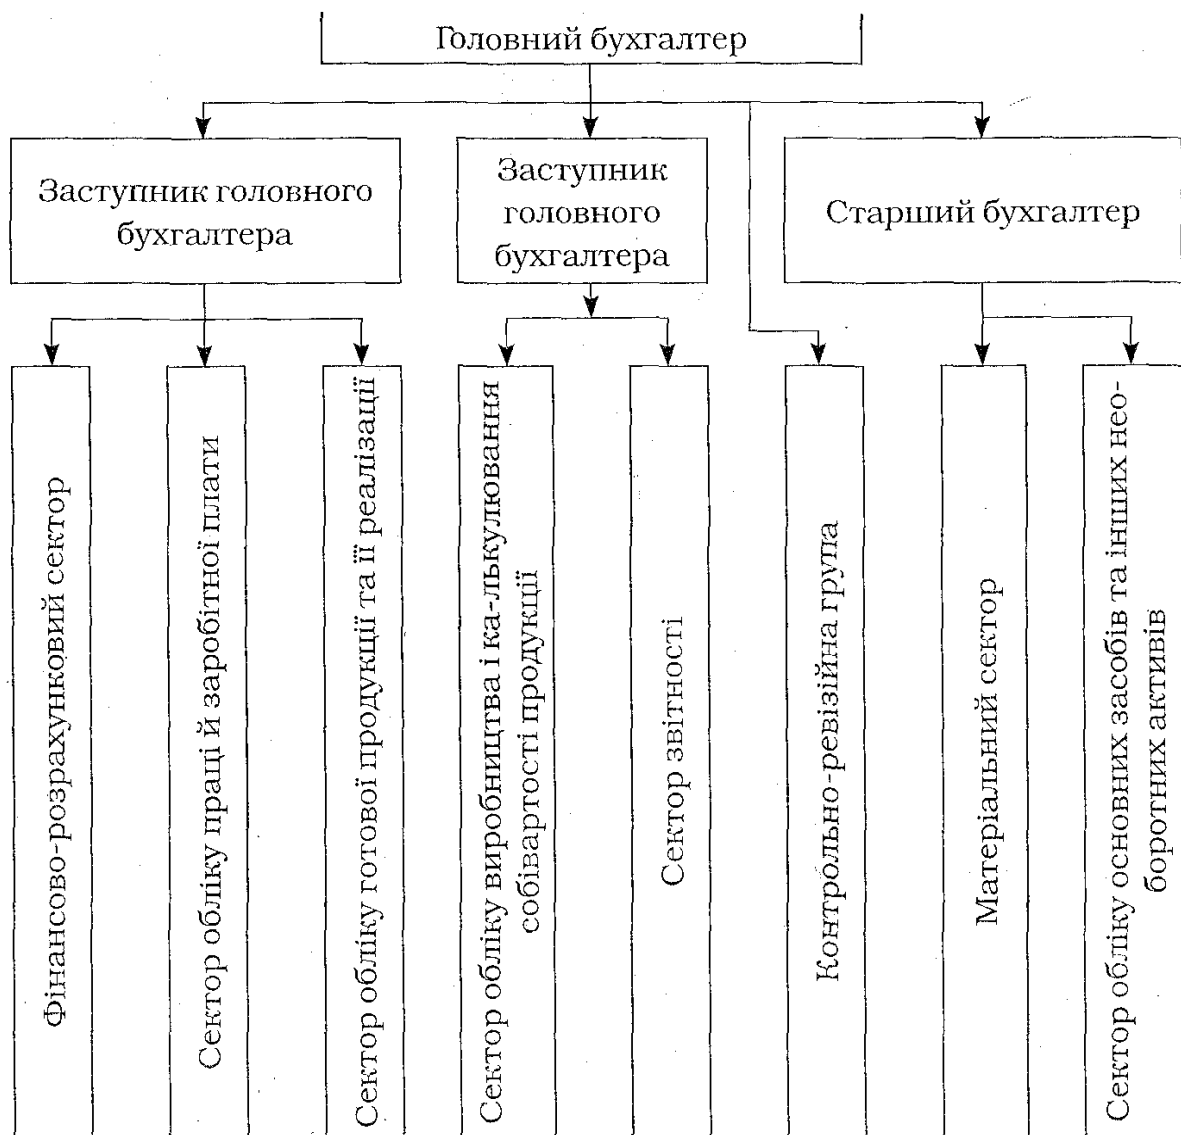 Головний бухгалтер
Заступник головного
бухгалтера
Заступник
головного
бухгалтера
Старший бухгалтер
Фінансово-розрахунковий сектор
Сектор обліку праці й заробітної плати
Сектор обліку готової продукції та її реалізації
Сектор обліку виробництва і ка-лькулювання
собівартості продукції
Сектор звітності
Контрольно-ревізійна група
Матеріальний сектор
Сектор обліку основних засобів та інших нео-
боротних активів